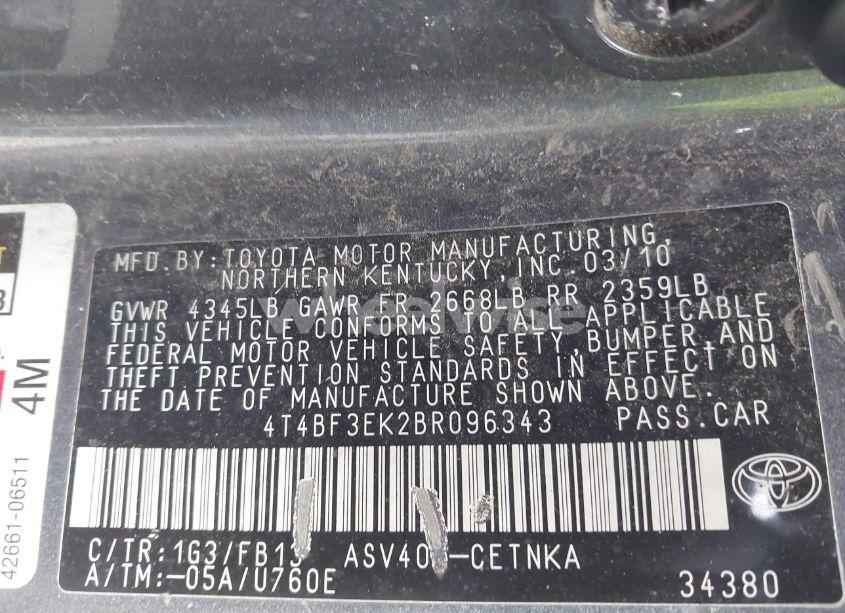 MFD.BY:TOYOTA MOTOR MANUFACTURING,
NORTHERN KENTUCKY,INC.03/10
GVWR 4345LB GAWR FR 2668LB RR 2359LB
THIS VEHICLE CONFORMS TO ALL APPLICABLE
FEDERAL MOTOR VEHICLE SAFETY,BUMPER,AND
THEFT PREVENTION STANDARDS IN EFFECT ON
THE DATE OF MANUFACTURE SHOWN ABOVE.
4T4BF3EK2BR096343 PASS.CAR
C/TR:1G3/FB13 -CETNKA
A/TM:-05A/U760E 34380
4M
42661-06511